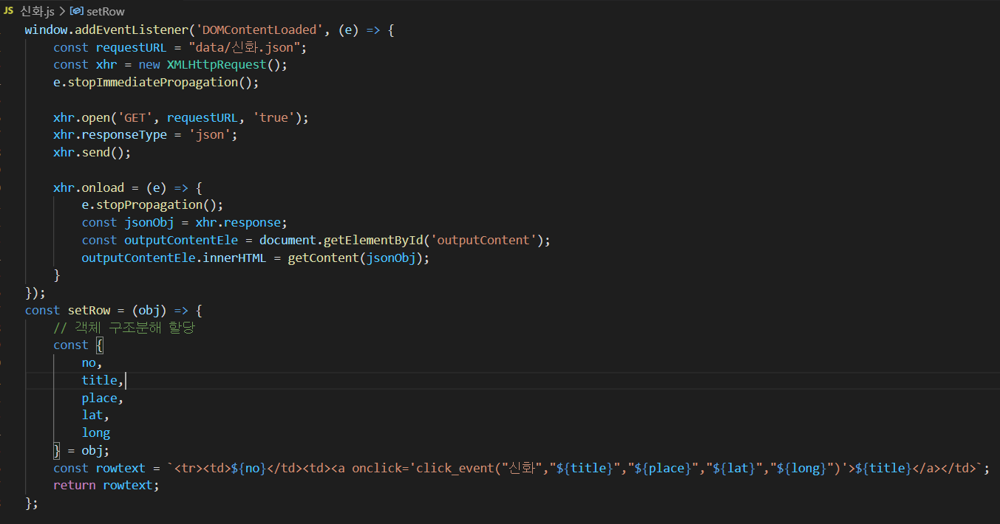 JS 신화.js > setRow
window.addEventListener('DOMContentLoaded', (e) => {
    const requestURL = "data/신화.json";
    const xhr = new XMLHttpRequest();
    e.stopImmediatePropagation();
    xhr.open('GET', requestURL, 'true');
    xhr.responseType = 'json';
    xhr.send();
    xhr.onload = (e) => {
        e.stopPropagation();
        const jsonObj = xhr.response;
        const outputContentEle = document.getElementById('outputContent');
        outputContentEle.innerHTML = getContent(jsonObj);
    }
});
const setRow = (obj) => {
    // 객체 구조분해 할당
    const {
        no,
        title,
        place,
        lat,
        long
    } = obj;
    const rowtext = `<tr><td>${no}</td><td><a onclick='click_event("신화","${title}","${place}","${lat}","${long}")'>${title}</a></td>`;
    return rowtext;
};